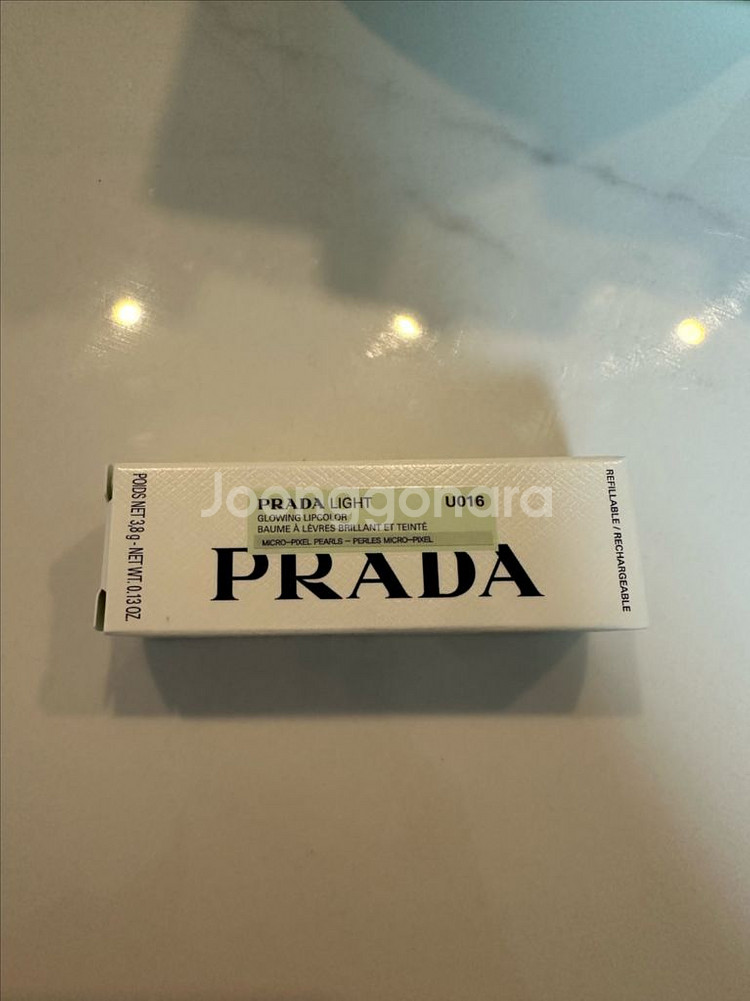 POIDS NET 3,8 g - NET WT. 0.13 OZ
Joonggonara
PRADA LIGHT U016
GLOWING LIPCOLOR
BAUME À LÈVRES BRILLANT ET TEINTÉ
MICRO-PIXEL PEARLS – PERLES MICRO-PIXEL
PRADA
REFILLABLE / RECHARGEABLE